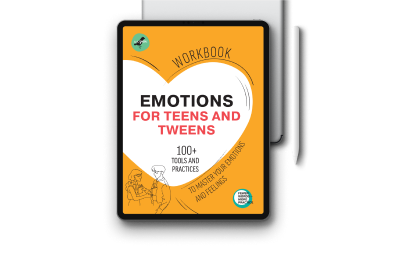 WORKBOOK
EMOTIONS
FOR TEENS AND
TWEENS
100+
TOOLS AND
PRACTICES
TO MASTER YOUR EMOTIONS
AND FEELINGS